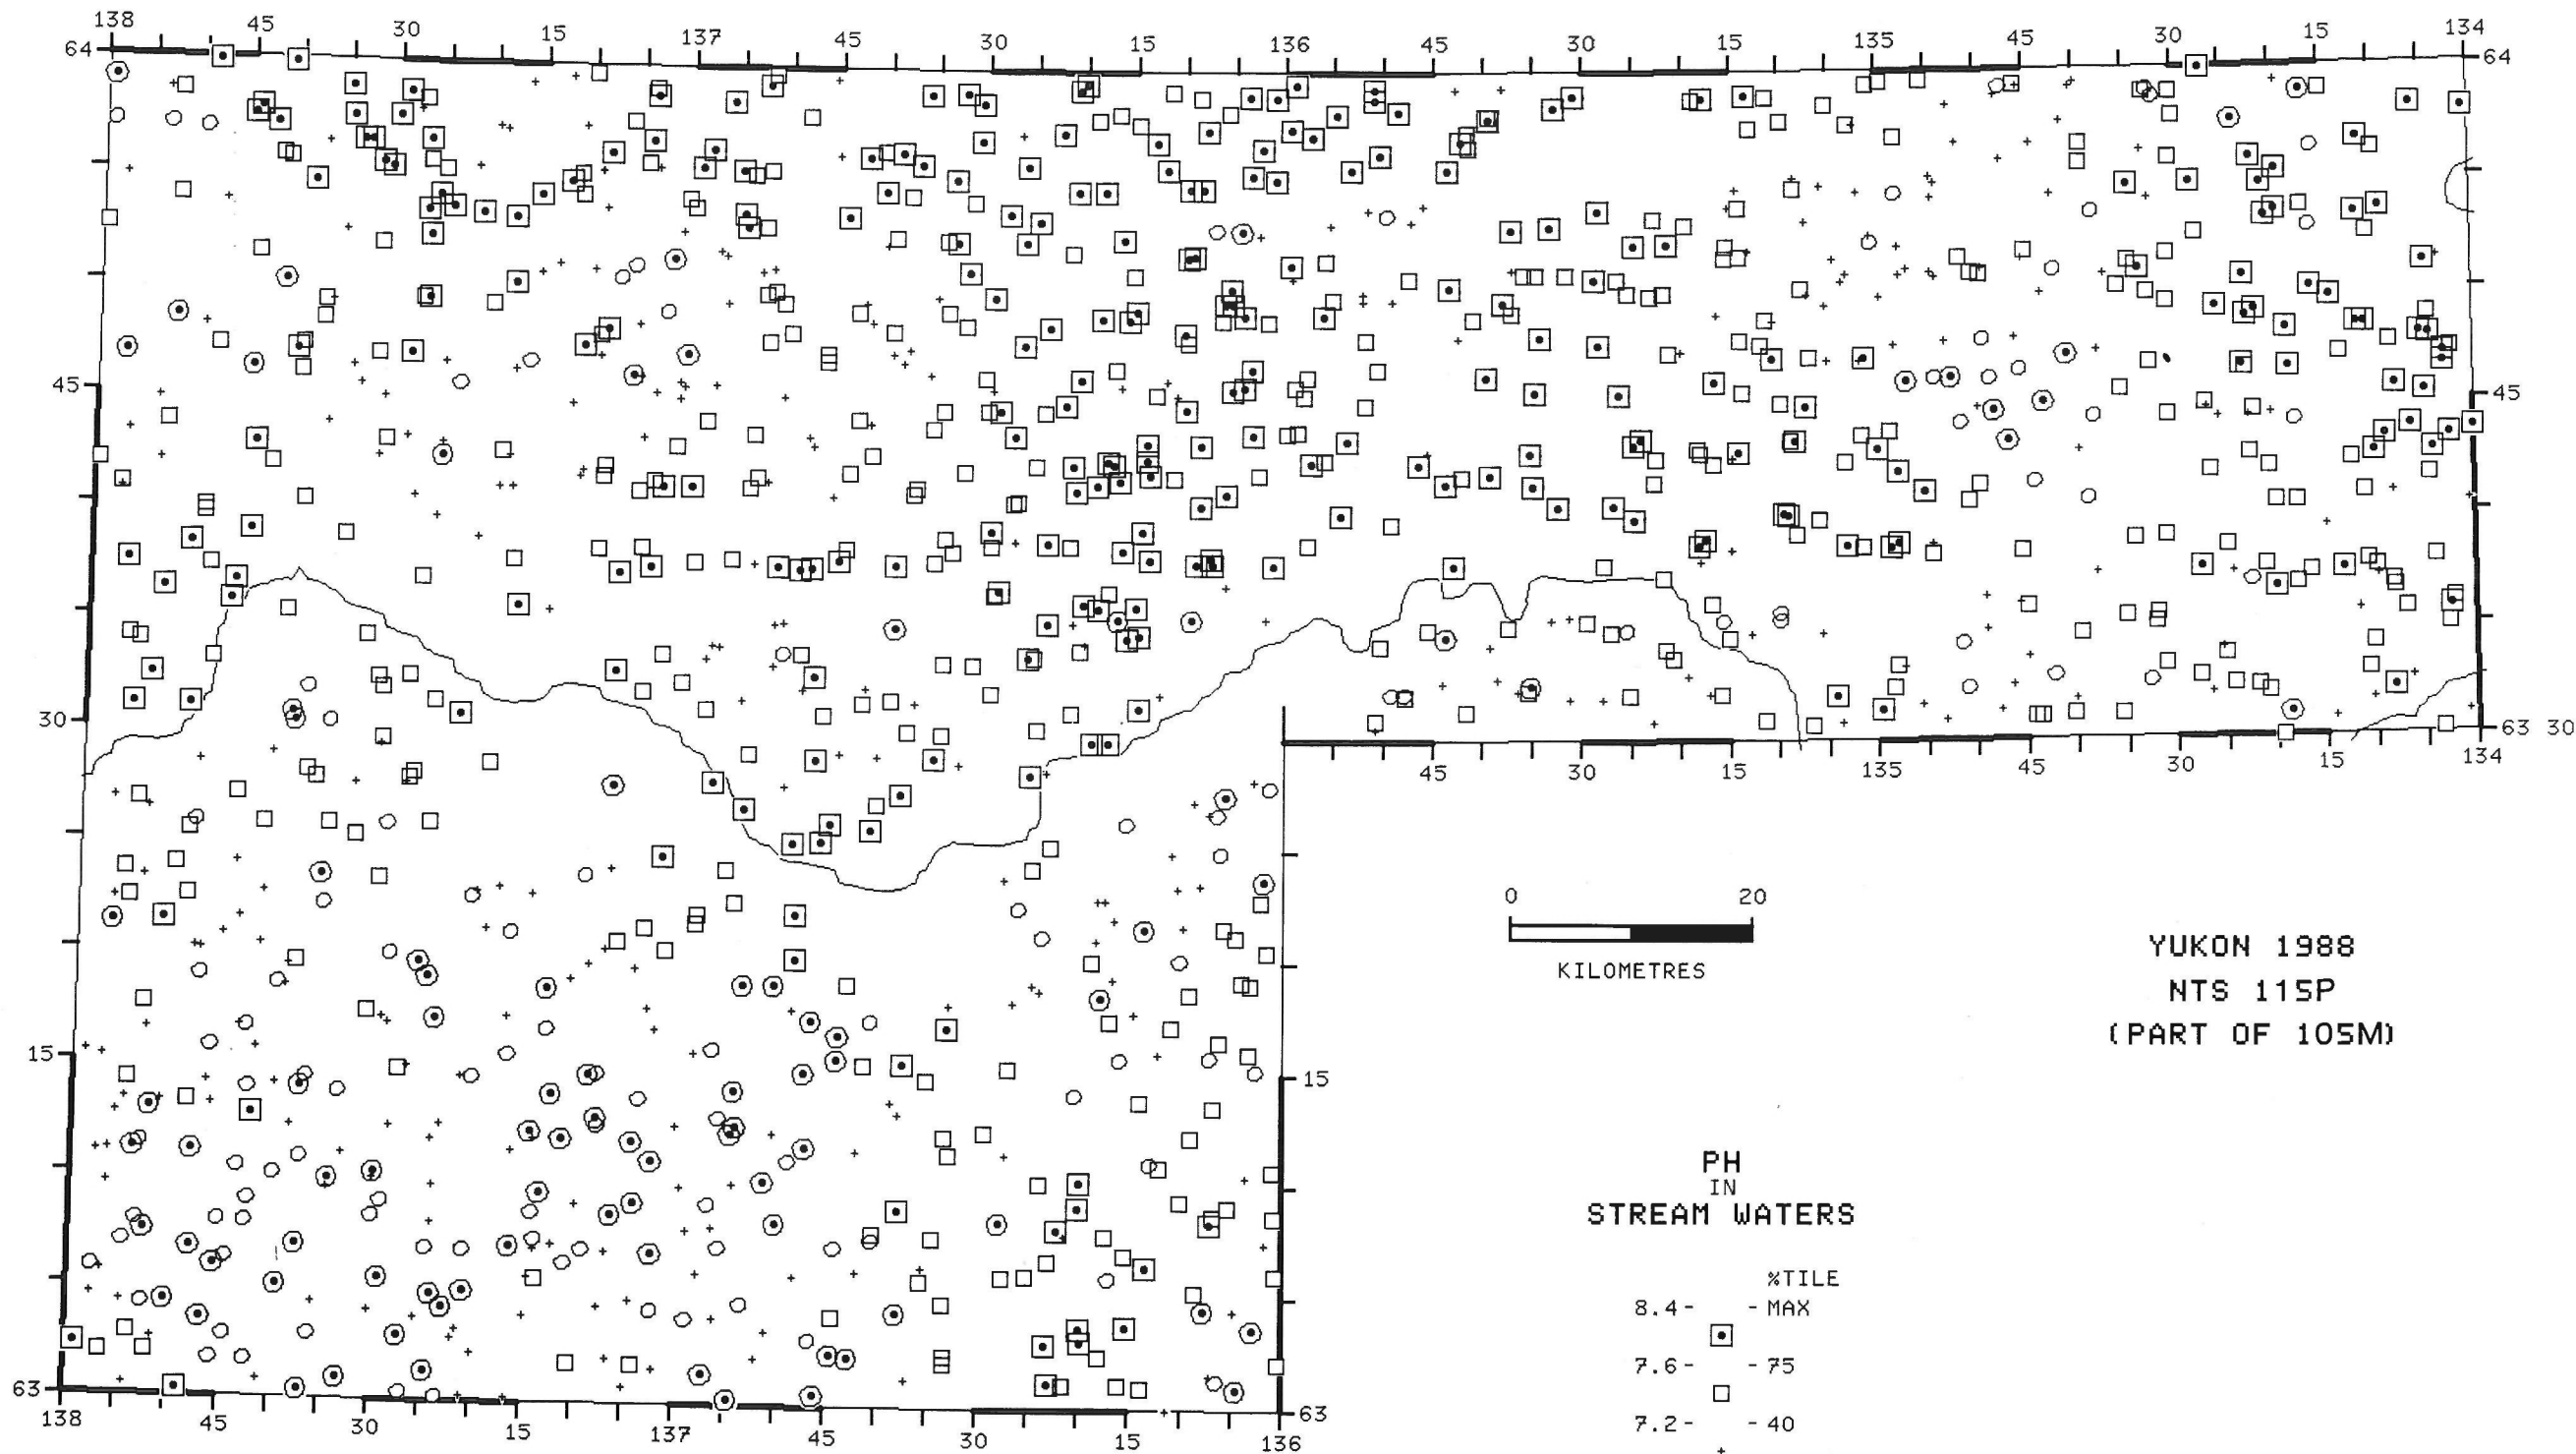 138 45 30 15 137 45 30 15 136 45 30 15 135 45 30 15 134
64 64
45 45
30 63 30
45 30 15 135 45 30 15 134
0 20
KILOMETRES
YUKON 1988
NTS 115P
(PART OF 105M)
15 15
PH
IN
STREAM WATERS
%TILE
8.4- - MAX
7.6- - 75
7.2- - 40
63 63
138 45 30 15 137 45 30 15 136